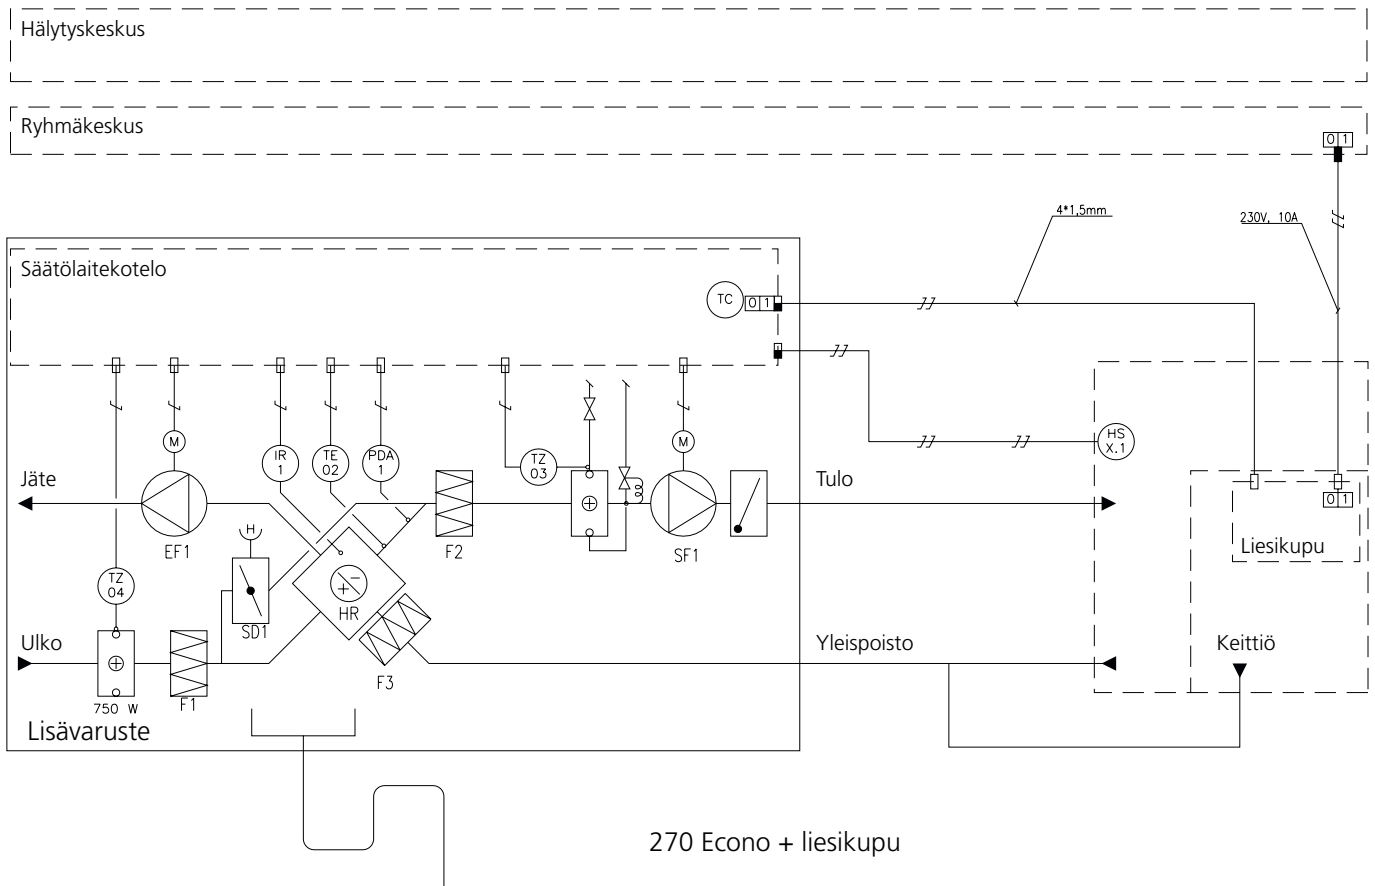 Hälytyskeskus
Ryhmäkeskus
0 1
4*1,5mm
230V, 10A
Säätölaitekotelo
TC
0 1
M
IR
1
TE
02
PDA
1
TZ
03
M
HS
X.1
Jäte
Tulo
0 1
EF1
H
F2
SF1
Liesikupu
TZ
04
HR
SD1
Ulko
Yleispoisto
Keittiö
F3
F1
750 W
Lisävaruste
270 Econo + liesikupu